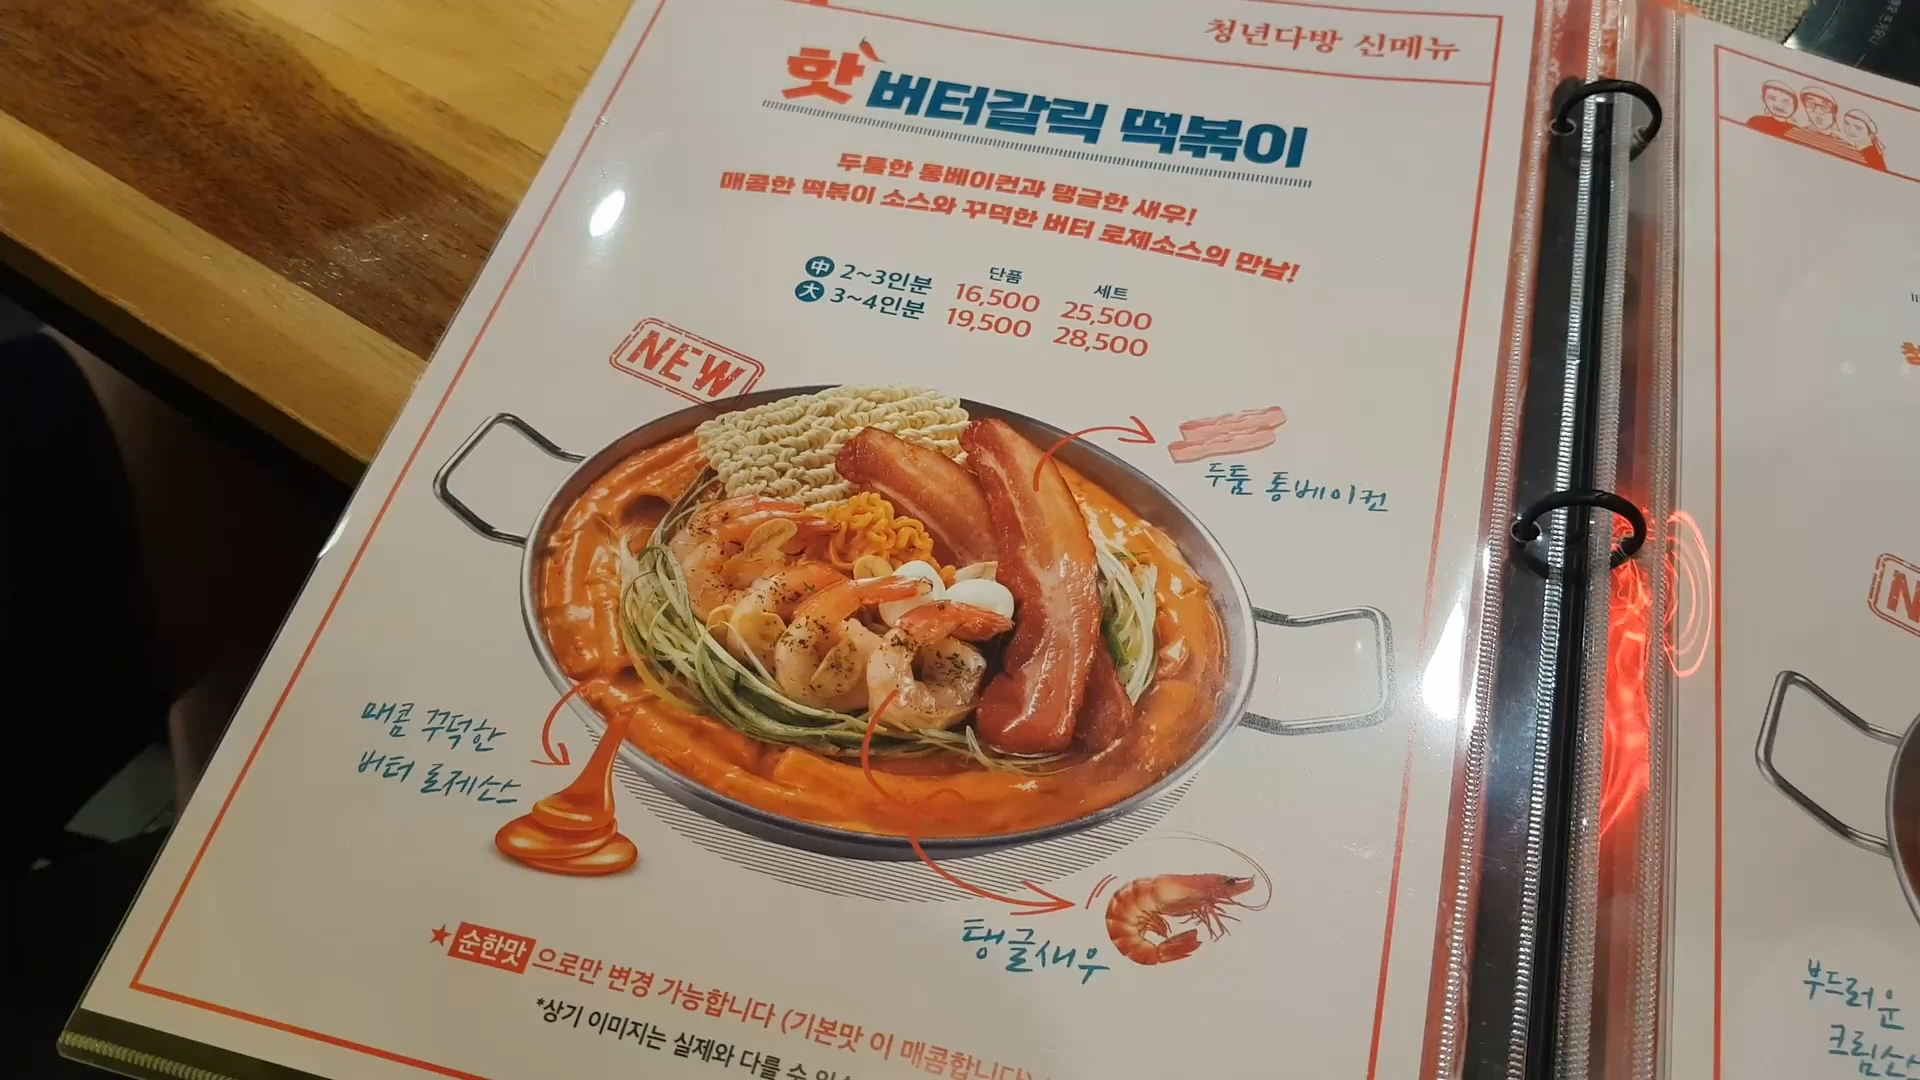 청년다방 신메뉴
핫 버터갈릭 떡볶이
두툼한 통베이컨과 탱글한 새우!
매콤한 떡볶이 소스와 꾸덕한 버터 로제소스의 만남!
단품 세트
中 2~3인분 16,500 25,500
大 3~4인분 19,500 28,500
NEW
두툼 통베이컨
매콤 꾸덕한
버터 로제소스
탱글새우
★순한맛 으로만 변경 가능합니다 (기본맛 이 매콤합니다)
*상기 이미지는 실제와 다를 수
부드러운